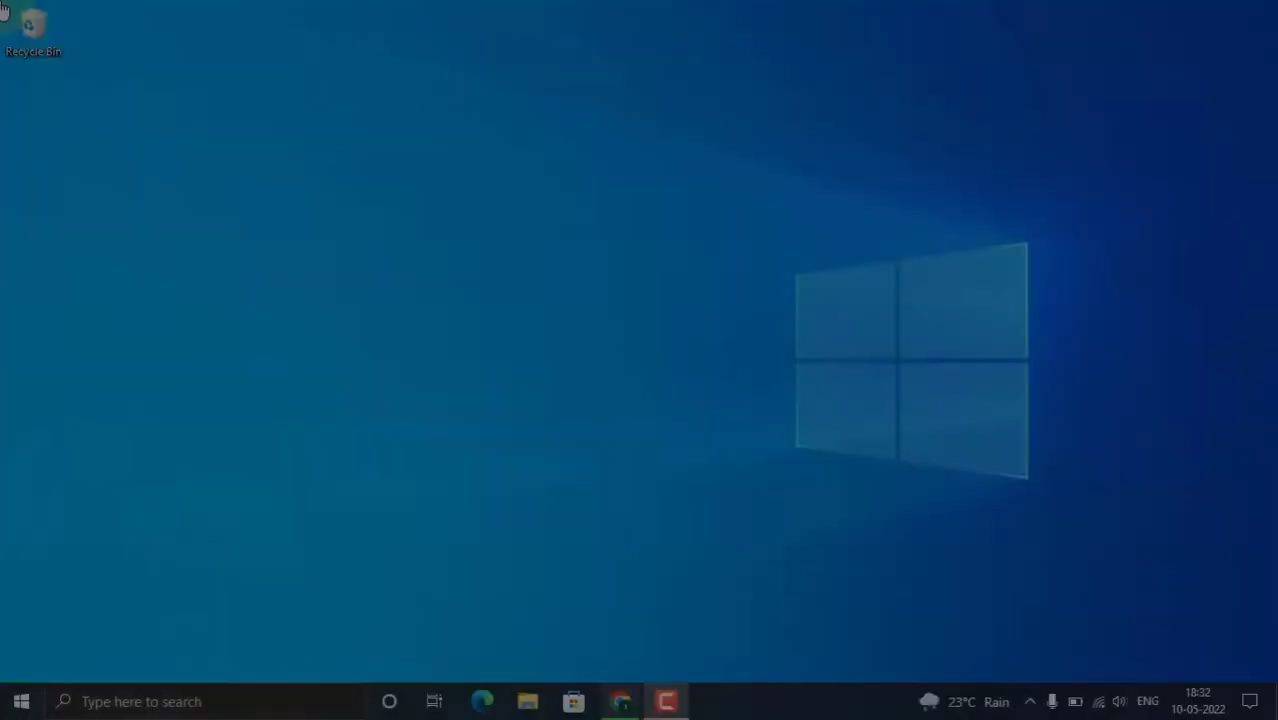 Recycle Bin
Type here to search
23°C Rain
ENG
18:32
10-05-2022